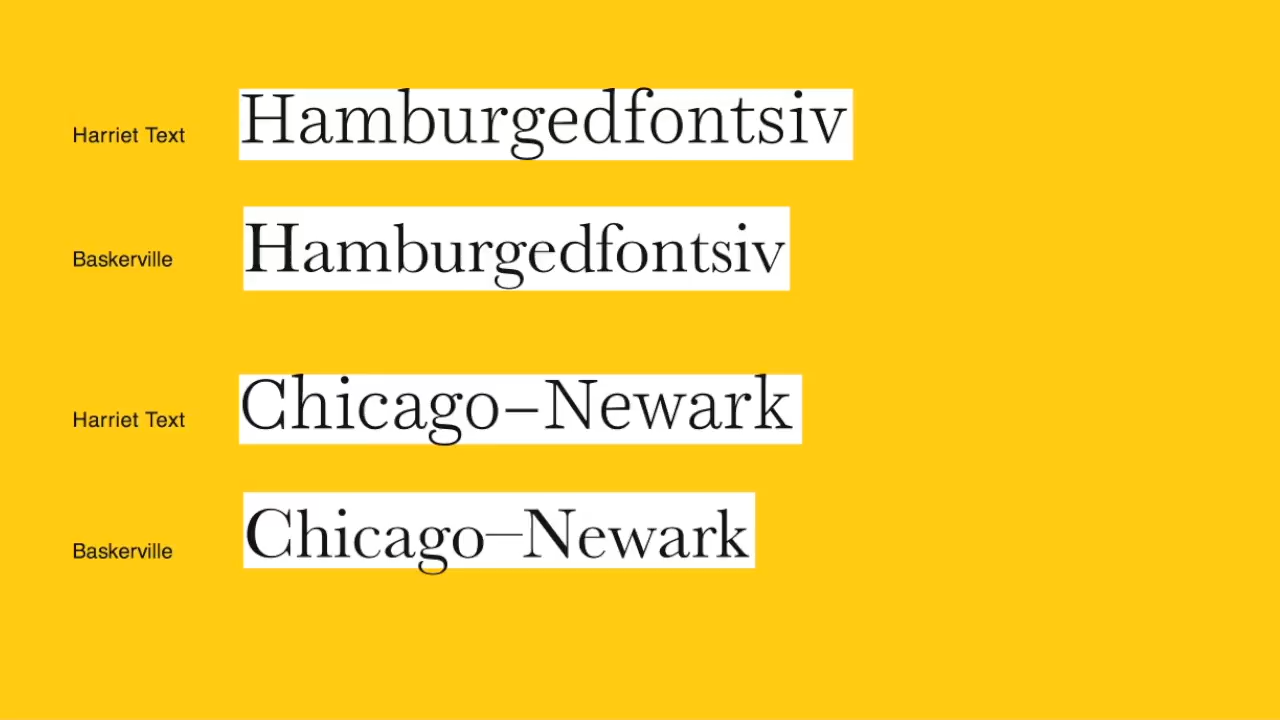 Harriet Text Hamburgedfontsiv
Baskerville Hamburgedfontsiv
Harriet Text Chicago–Newark
Baskerville Chicago—Newark